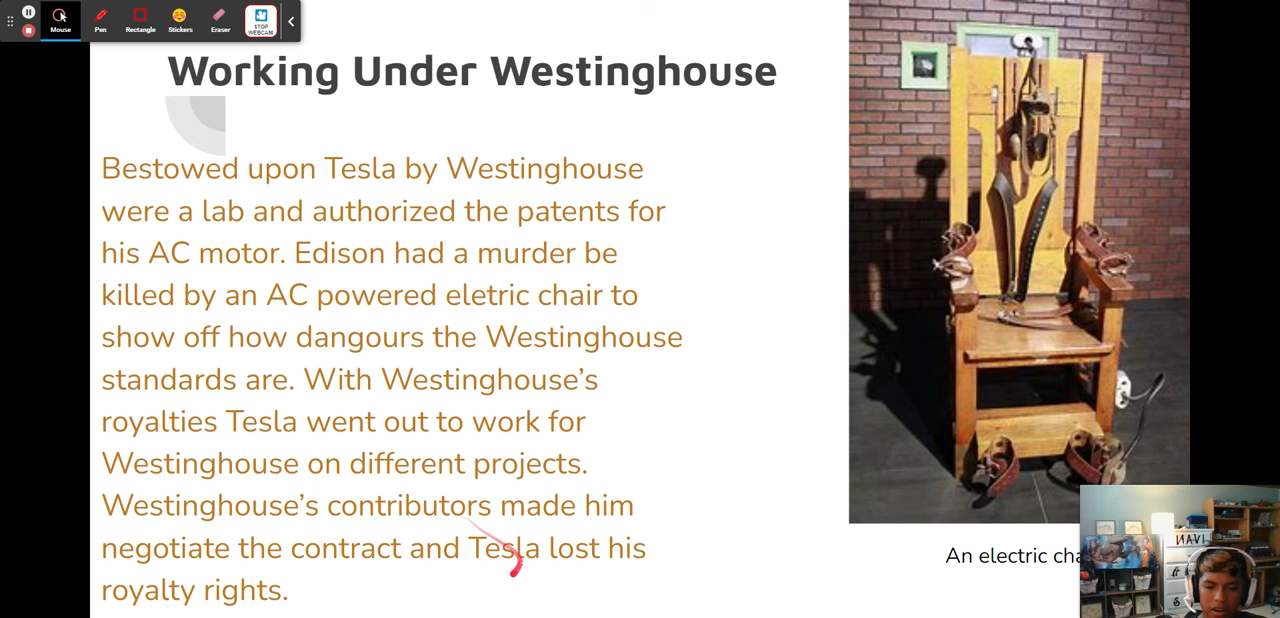 Mouse
Pen
Rectangle
Stickers
Eraser
STOP
WEBCAM
Working Under Westinghouse
Bestowed upon Tesla by Westinghouse
were a lab and authorized the patents for
his AC motor. Edison had a murder be
killed by an AC powered eletric chair to
show off how dangours the Westinghouse
standards are. With Westinghouse’s
royalties Tesla went out to work for
Westinghouse on different projects.
Westinghouse’s contributors made him
negotiate the contract and Tesla lost his
royalty rights.
An electric cha
IVAN